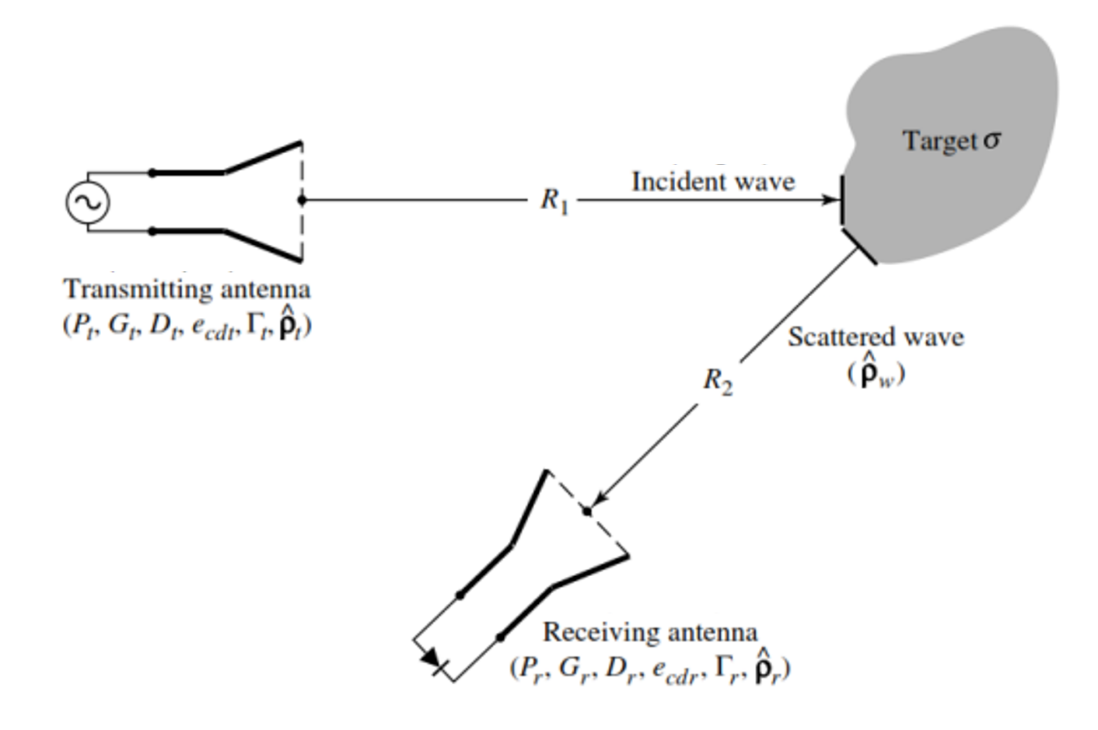 Target σ
Incident wave
R₁
Transmitting antenna
(Pₜ, Gₜ, Dₜ, e_cdt, Γₜ, ρ̂ₜ)
Scattered wave
(ρ̂_w)
R₂
Receiving antenna
(Pᵣ, Gᵣ, Dᵣ, e_cdr, Γᵣ, ρ̂ᵣ)